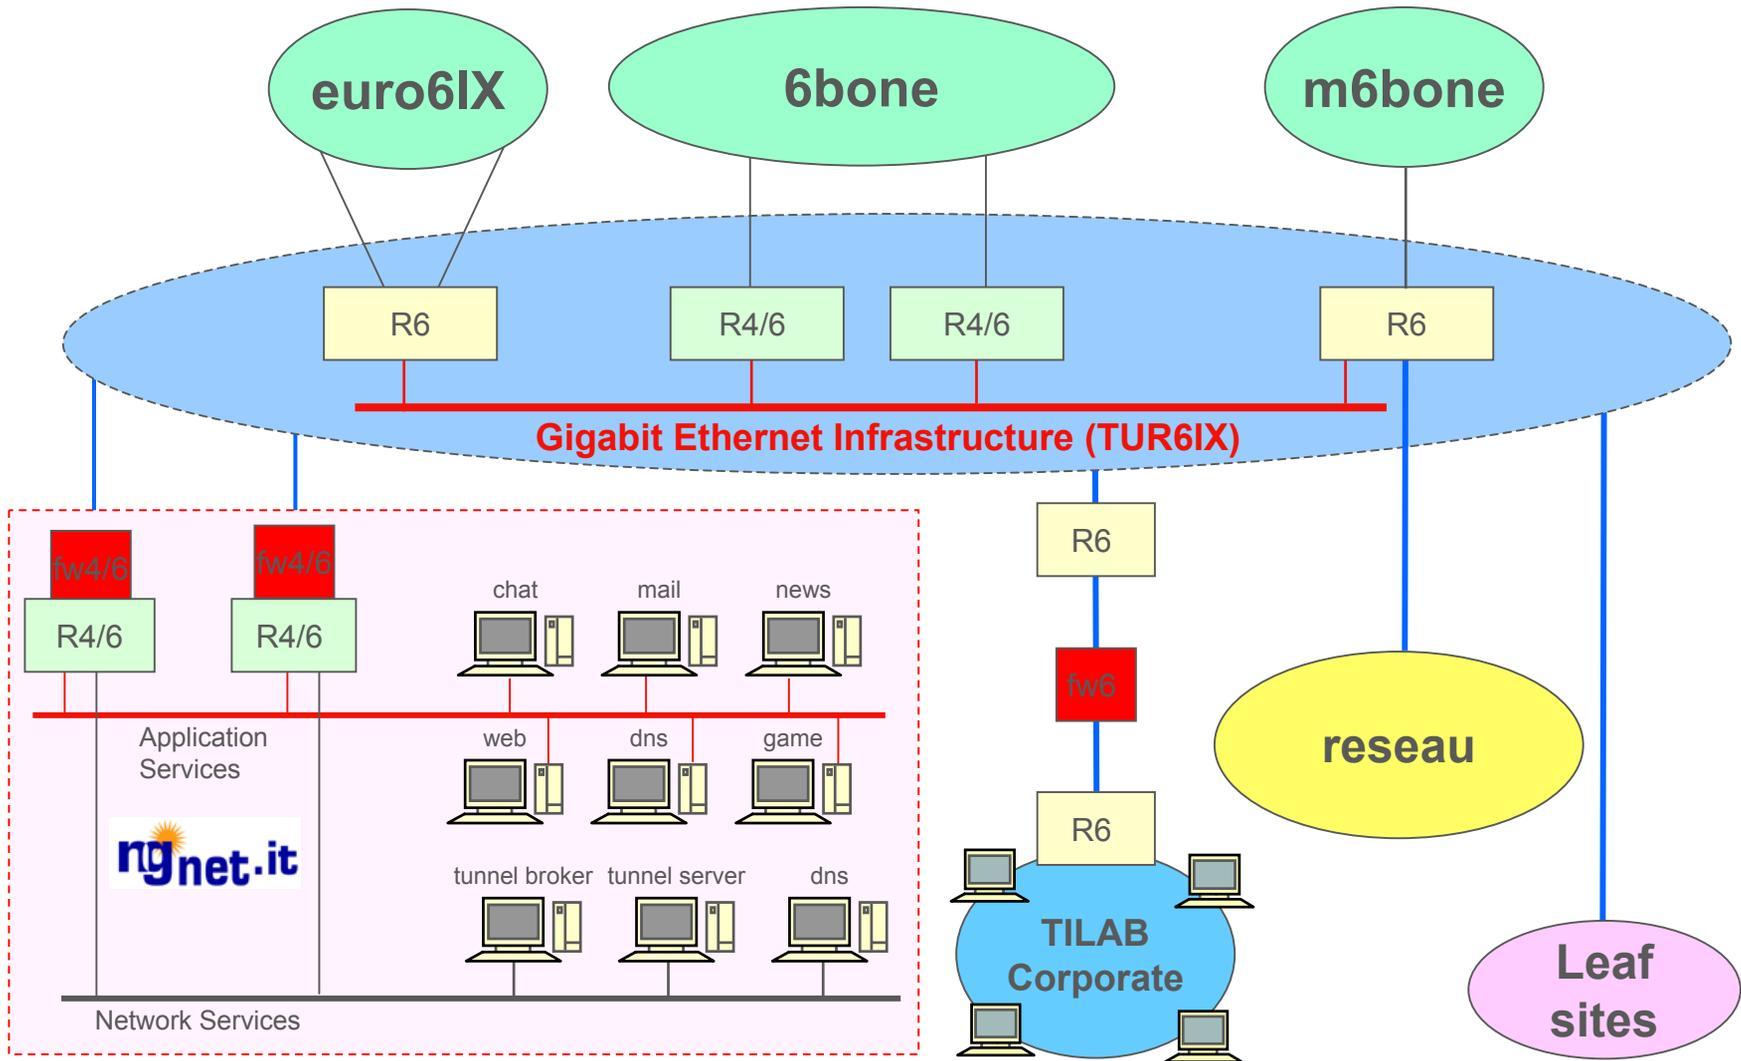 euro6IX
6bone
m6bone
R6
R4/6
R4/6
R6
Gigabit Ethernet Infrastructure (TUR6IX)
fw4/6
fw4/6
R4/6
R4/6
chat
mail
news
Application
Services
web
dns
game
ngnet.it
tunnel broker
tunnel server
dns
Network Services
R6
fw6
R6
TILAB
Corporate
reseau
Leaf
sites